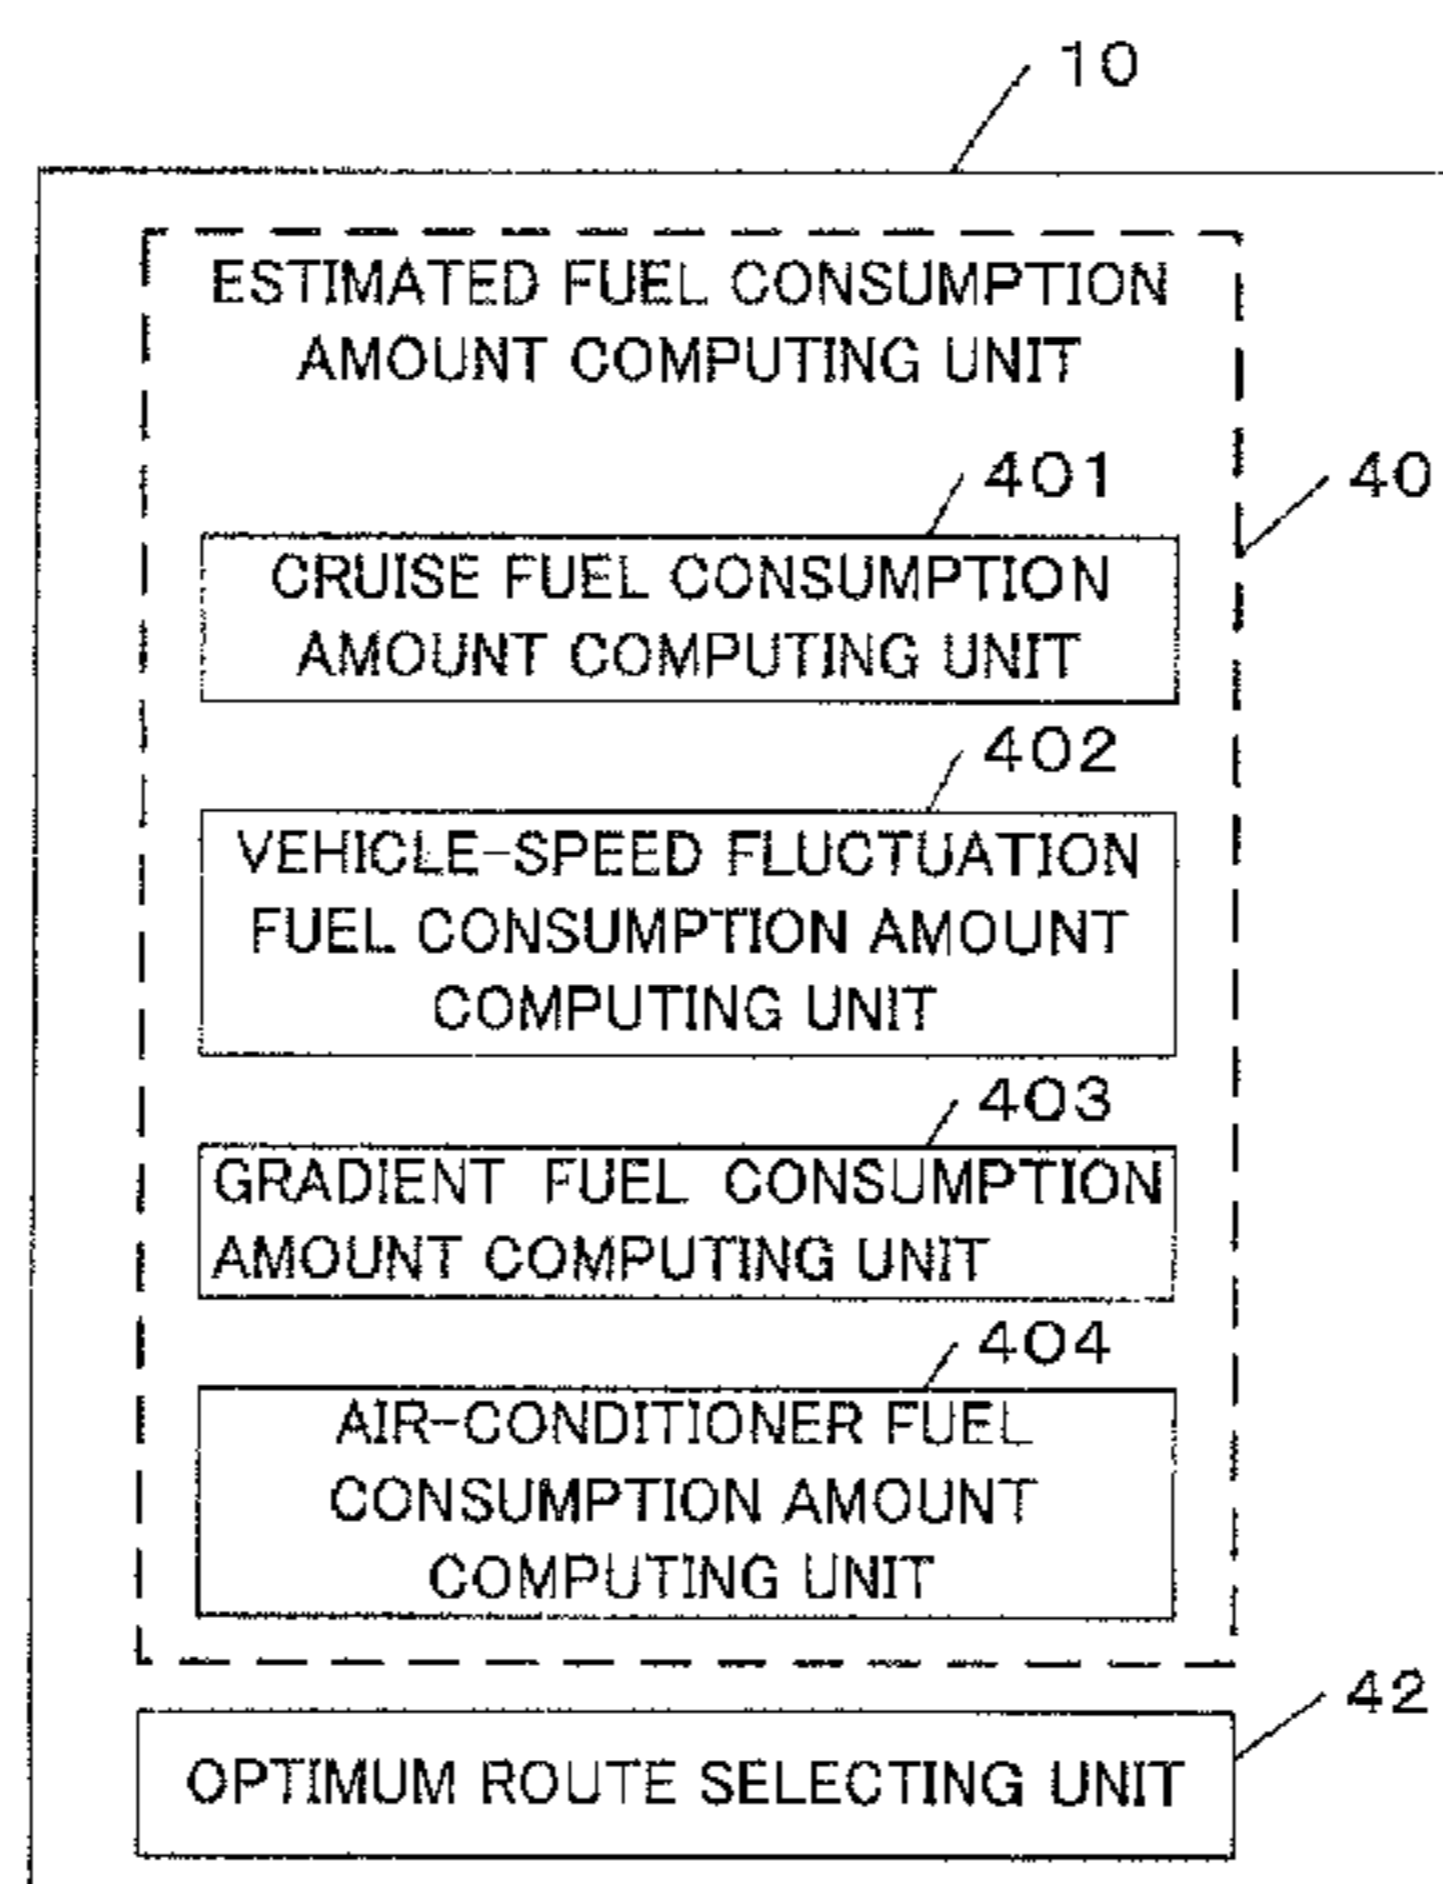 10
ESTIMATED FUEL CONSUMPTION
AMOUNT COMPUTING UNIT
401
40
CRUISE FUEL CONSUMPTION
AMOUNT COMPUTING UNIT
402
VEHICLE-SPEED FLUCTUATION
FUEL CONSUMPTION AMOUNT
COMPUTING UNIT
403
GRADIENT FUEL CONSUMPTION
AMOUNT COMPUTING UNIT
404
AIR-CONDITIONER FUEL
CONSUMPTION AMOUNT
COMPUTING UNIT
42
OPTIMUM ROUTE SELECTING UNIT